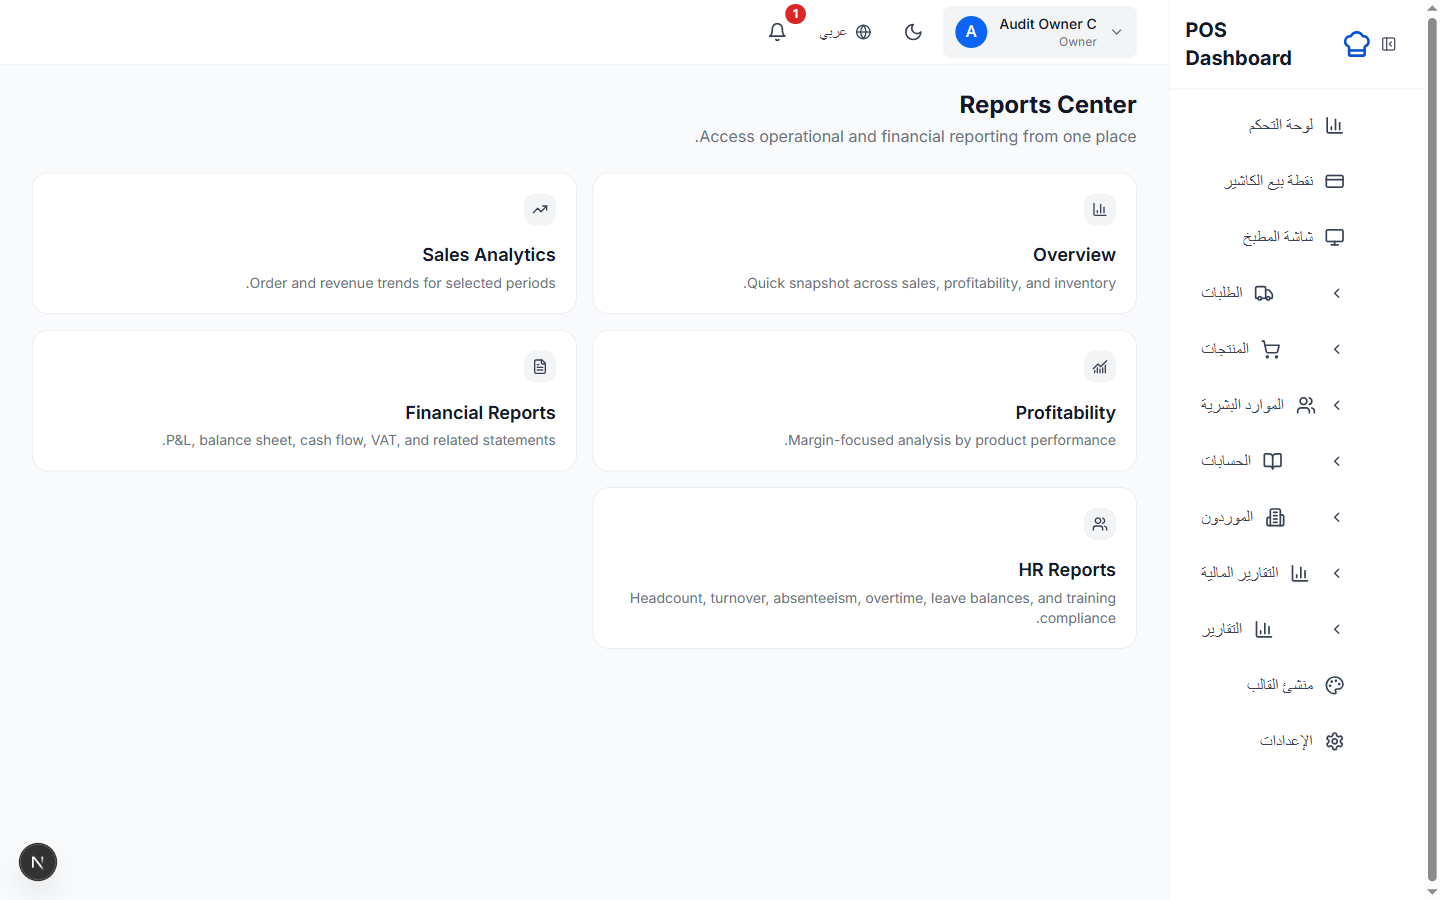 POS
Dashboard
لوحة التحكم
نقطة بيع الكاشير
شاشة المطبخ
الطلبات
المنتجات
الموارد البشرية
الحسابات
الموردون
التقارير المالية
التقارير
منشئ القالب
الإعدادات
Audit Owner C
Owner
A
عربي
1
Reports Center
.Access operational and financial reporting from one place
Overview
.Quick snapshot across sales, profitability, and inventory
Sales Analytics
.Order and revenue trends for selected periods
Profitability
.Margin-focused analysis by product performance
Financial Reports
.P&L, balance sheet, cash flow, VAT, and related statements
HR Reports
Headcount, turnover, absenteeism, overtime, leave balances, and training
.compliance
N